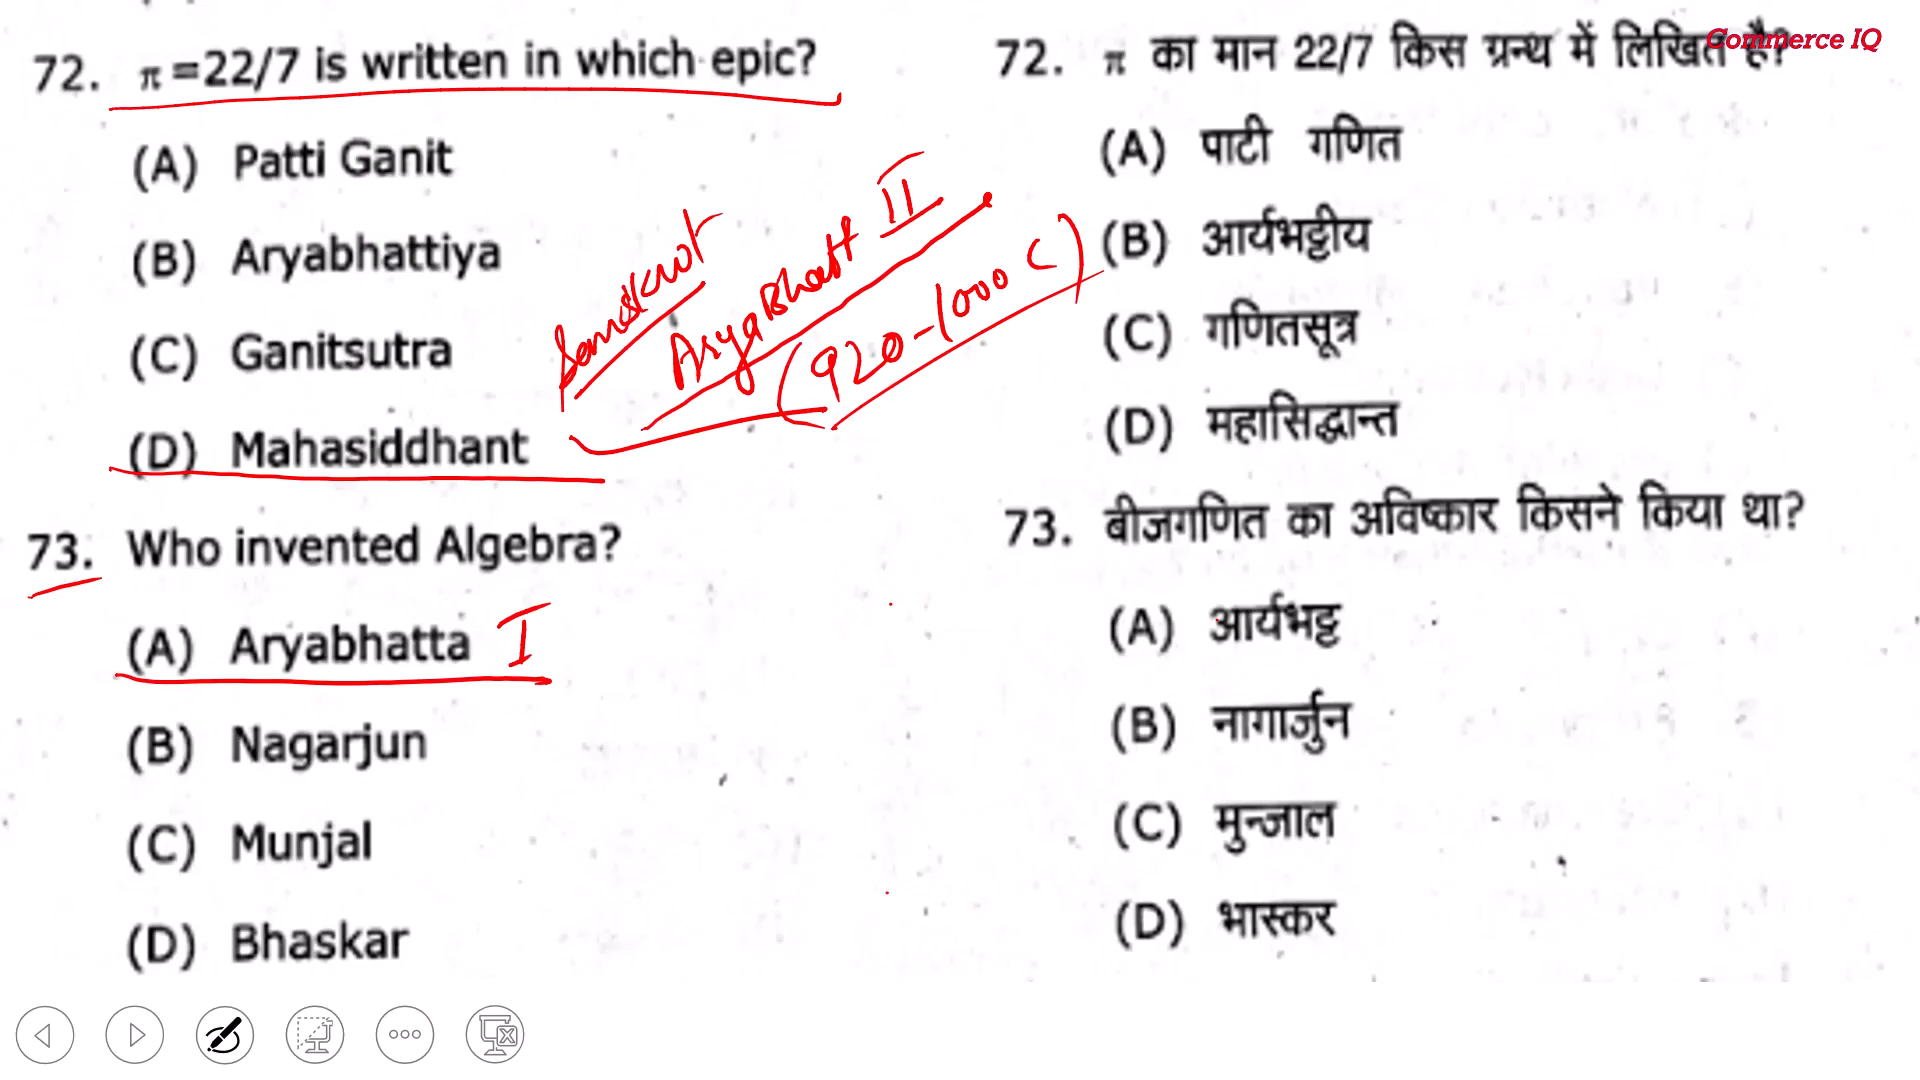 72. π=22/7 is written in which epic?
(A) Patti Ganit
(B) Aryabhattiya
(C) Ganitsutra
(D) Mahasiddhant
Sanskrut
AryaBhatt II
(920-1000 C)
73. Who invented Algebra?
(A) Aryabhatta I
(B) Nagarjun
(C) Munjal
(D) Bhaskar
Commerce IQ
72. π का मान 22/7 किस ग्रन्थ में लिखित है?
(A) पाटी गणित
(B) आर्यभट्टीय
(C) गणितसूत्र
(D) महासिद्धान्त
73. बीजगणित का अविष्कार किसने किया था?
(A) आर्यभट्ट
(B) नागार्जुन
(C) मुन्जाल
(D) भास्कर